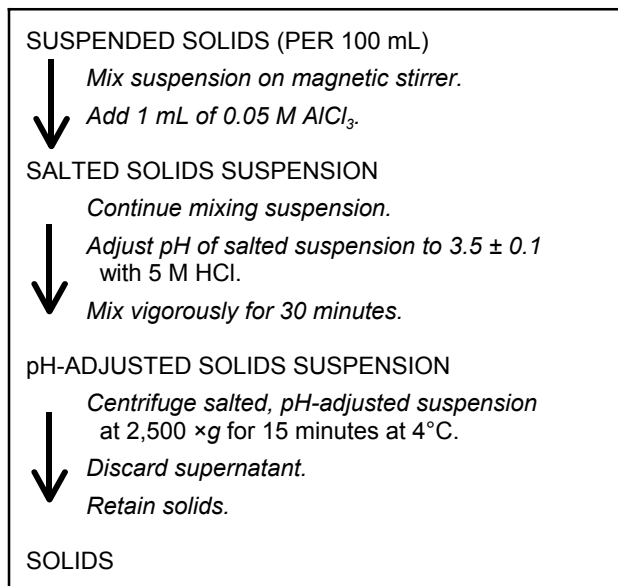 SUSPENDED SOLIDS (PER 100 mL)
Mix suspension on magnetic stirrer.
Add 1 mL of 0.05 M AlCl₃.
SALTED SOLIDS SUSPENSION
Continue mixing suspension.
Adjust pH of salted suspension to 3.5 ± 0.1
with 5 M HCl.
Mix vigorously for 30 minutes.
pH-ADJUSTED SOLIDS SUSPENSION
Centrifuge salted, pH-adjusted suspension
at 2,500 ×g for 15 minutes at 4°C.
Discard supernatant.
Retain solids.
SOLIDS